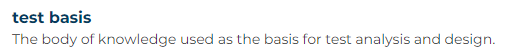 test basis
The body of knowledge used as the basis for test analysis and design.